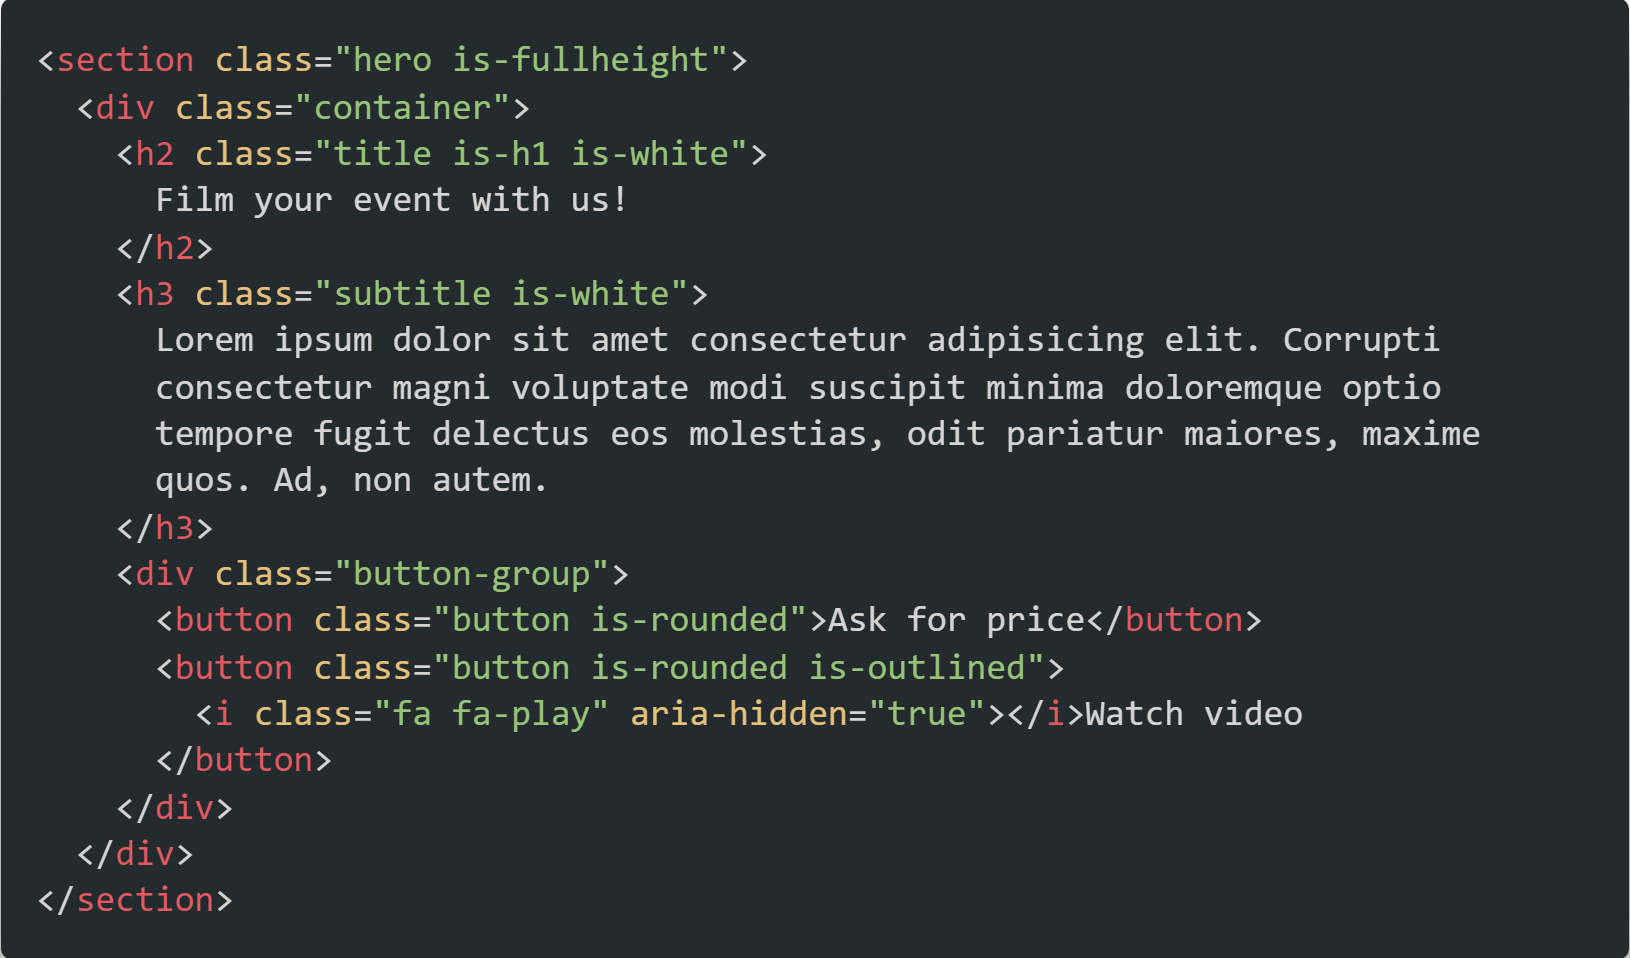 <section class="hero is-fullheight">
  <div class="container">
    <h2 class="title is-h1 is-white">
      Film your event with us!
    </h2>
    <h3 class="subtitle is-white">
      Lorem ipsum dolor sit amet consectetur adipisicing elit. Corrupti
      consectetur magni voluptate modi suscipit minima doloremque optio
      tempore fugit delectus eos molestias, odit pariatur maiores, maxime
      quos. Ad, non autem.
    </h3>
    <div class="button-group">
      <button class="button is-rounded">Ask for price</button>
      <button class="button is-rounded is-outlined">
        <i class="fa fa-play" aria-hidden="true"></i>Watch video
      </button>
    </div>
  </div>
</section>